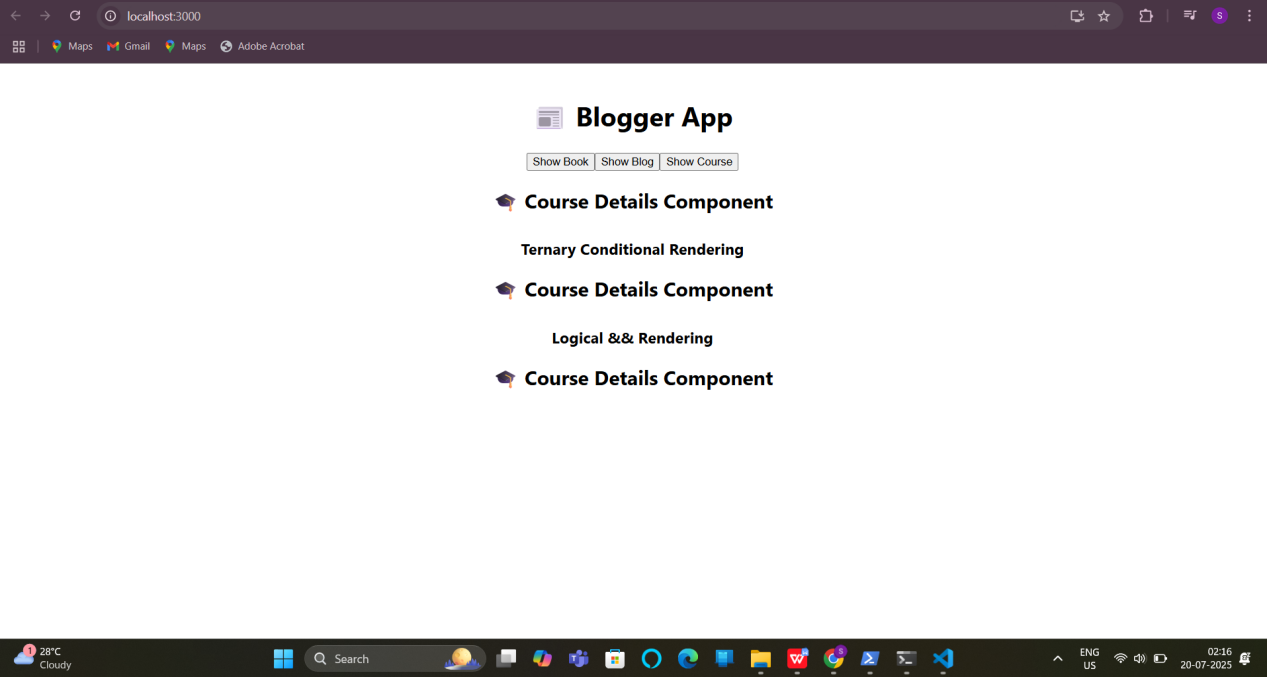 localhost:3000
S
Maps
Gmail
Maps
Adobe Acrobat
Blogger App
Show Book Show Blog Show Course
Course Details Component
Ternary Conditional Rendering
Course Details Component
Logical && Rendering
Course Details Component
1
28°C
Cloudy
Search
S
ENG
US
02:16
20-07-2025